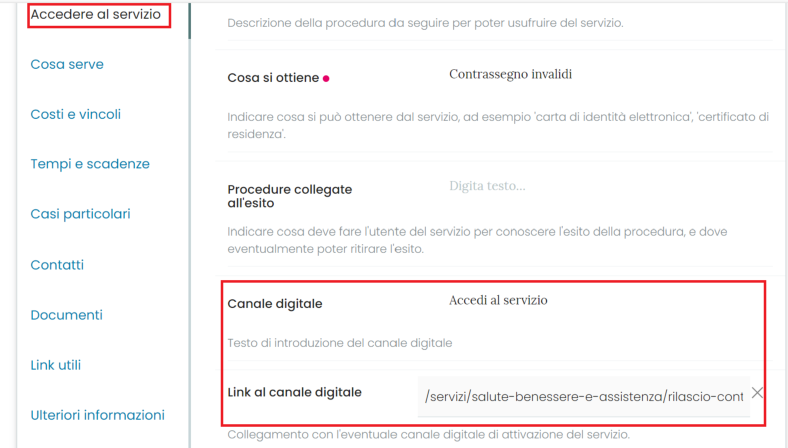 Accedere al servizio
Cosa serve
Costi e vincoli
Tempi e scadenze
Casi particolari
Contatti
Documenti
Link utili
Ulteriori informazioni
Descrizione della procedura da seguire per poter usufruire del servizio.
Cosa si ottiene
Contrassegno invalidi
Indicare cosa si può ottenere dal servizio, ad esempio 'carta di identità elettronica', 'certificato di
residenza'.
Procedure collegate
all'esito
Digita testo...
Indicare cosa deve fare l'utente del servizio per conoscere l'esito della procedura, e dove
eventualmente poter ritirare l'esito.
Canale digitale
Accedi al servizio
Testo di introduzione del canale digitale
Link al canale digitale
/servizi/salute-benessere-e-assistenza/rilascio-cont
Collegamento con l'eventuale canale digitale di attivazione del servizio.